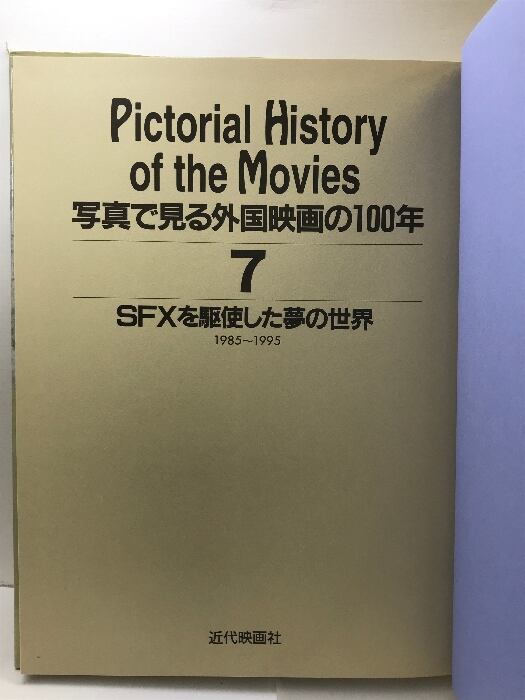 Pictorial History
of the Movies
写真で見る外国映画の100年
7
SFXを駆使した夢の世界
1985～1995
近代映画社